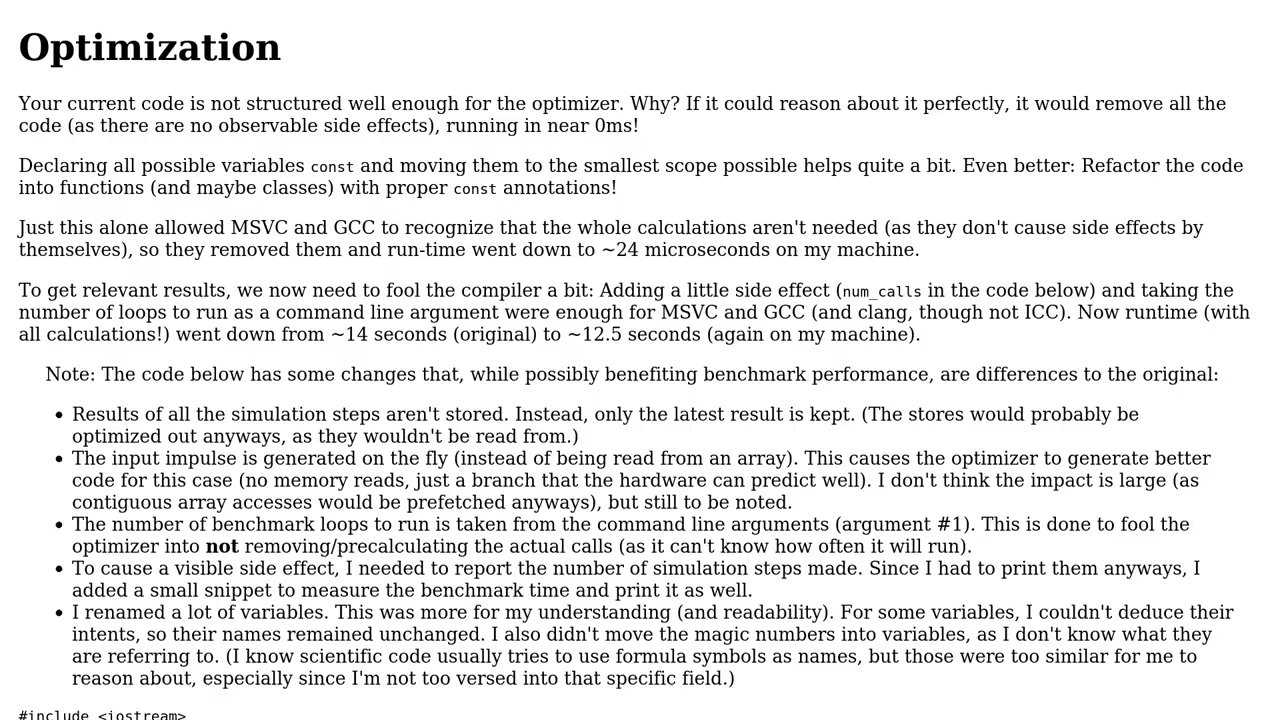 Optimization
Your current code is not structured well enough for the optimizer. Why? If it could reason about it perfectly, it would remove all the
code (as there are no observable side effects), running in near 0ms!
Declaring all possible variables const and moving them to the smallest scope possible helps quite a bit. Even better: Refactor the code
into functions (and maybe classes) with proper const annotations!
Just this alone allowed MSVC and GCC to recognize that the whole calculations aren't needed (as they don't cause side effects by
themselves), so they removed them and run-time went down to ~24 microseconds on my machine.
To get relevant results, we now need to fool the compiler a bit: Adding a little side effect (num_calls in the code below) and taking the
number of loops to run as a command line argument were enough for MSVC and GCC (and clang, though not ICC). Now runtime (with
all calculations!) went down from ~14 seconds (original) to ~12.5 seconds (again on my machine).
Note: The code below has some changes that, while possibly benefiting benchmark performance, are differences to the original:
• Results of all the simulation steps aren't stored. Instead, only the latest result is kept. (The stores would probably be
optimized out anyways, as they wouldn't be read from.)
• The input impulse is generated on the fly (instead of being read from an array). This causes the optimizer to generate better
code for this case (no memory reads, just a branch that the hardware can predict well). I don't think the impact is large (as
contiguous array accesses would be prefetched anyways), but still to be noted.
• The number of benchmark loops to run is taken from the command line arguments (argument #1). This is done to fool the
optimizer into not removing/precalculating the actual calls (as it can't know how often it will run).
• To cause a visible side effect, I needed to report the number of simulation steps made. Since I had to print them anyways, I
added a small snippet to measure the benchmark time and print it as well.
• I renamed a lot of variables. This was more for my understanding (and readability). For some variables, I couldn't deduce their
intents, so their names remained unchanged. I also didn't move the magic numbers into variables, as I don't know what they
are referring to. (I know scientific code usually tries to use formula symbols as names, but those were too similar for me to
reason about, especially since I'm not too versed into that specific field.)
#include <iostream>